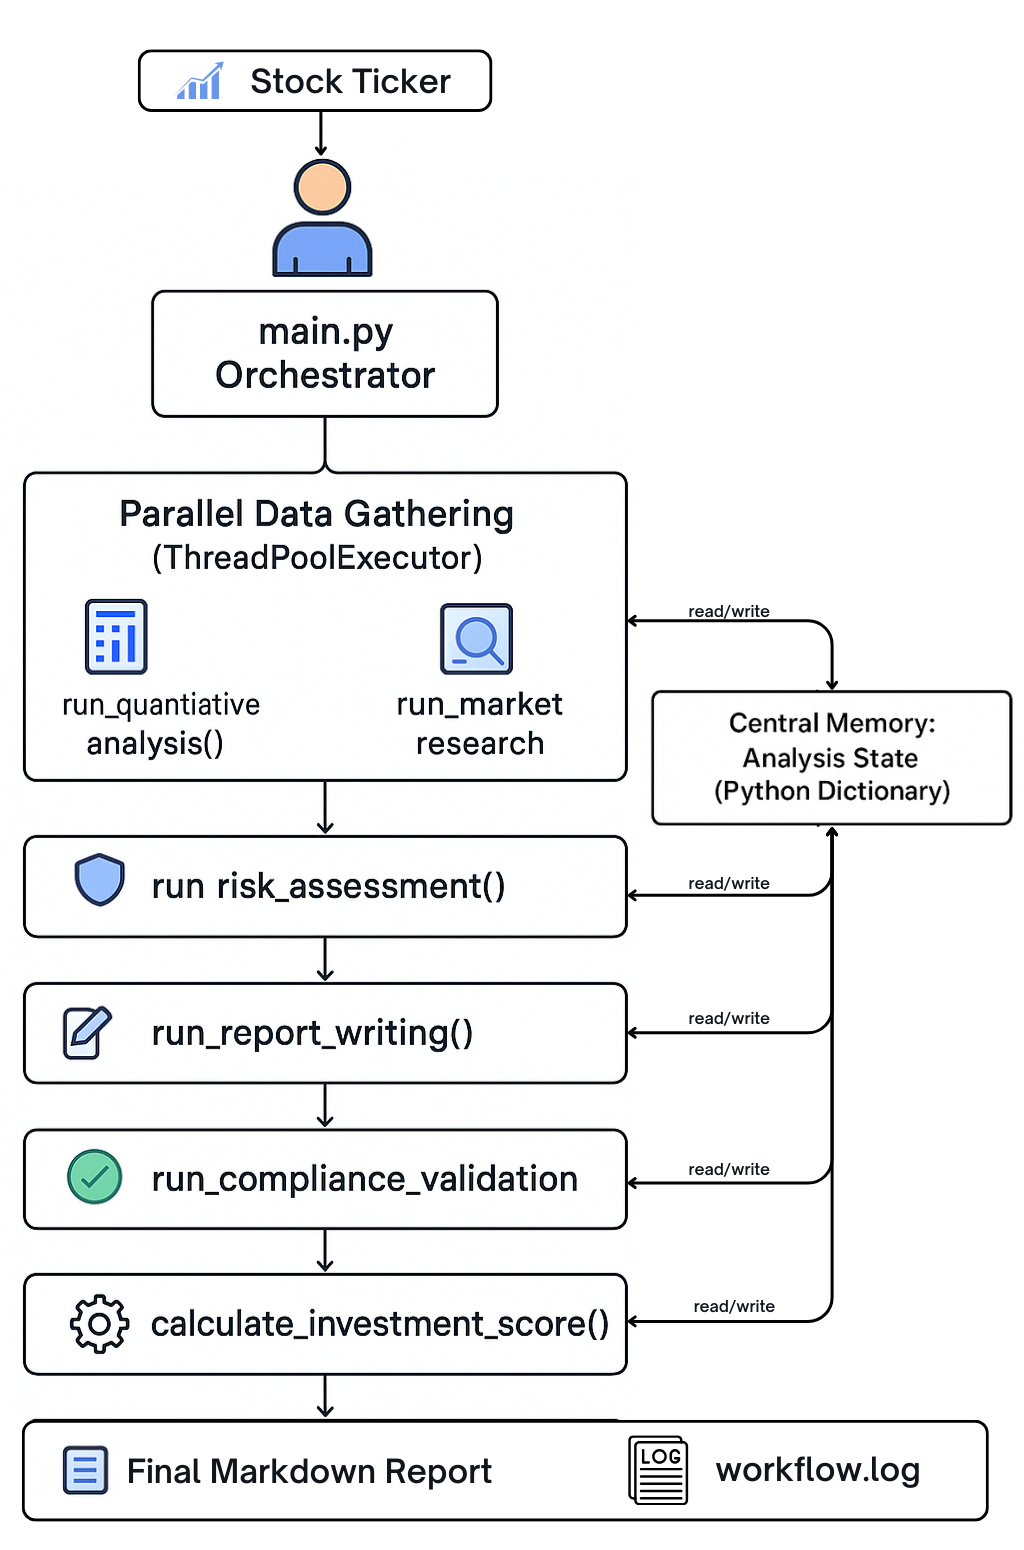 Stock Ticker
main.py
Orchestrator
Parallel Data Gathering
(ThreadPoolExecutor)
run_quantiative
analysis()
run_market
research
read/write
Central Memory:
Analysis State
(Python Dictionary)
run risk_assessment()
read/write
run_report_writing()
read/write
run_compliance_validation
read/write
calculate_investment_score()
read/write
Final Markdown Report
LOG
workflow.log